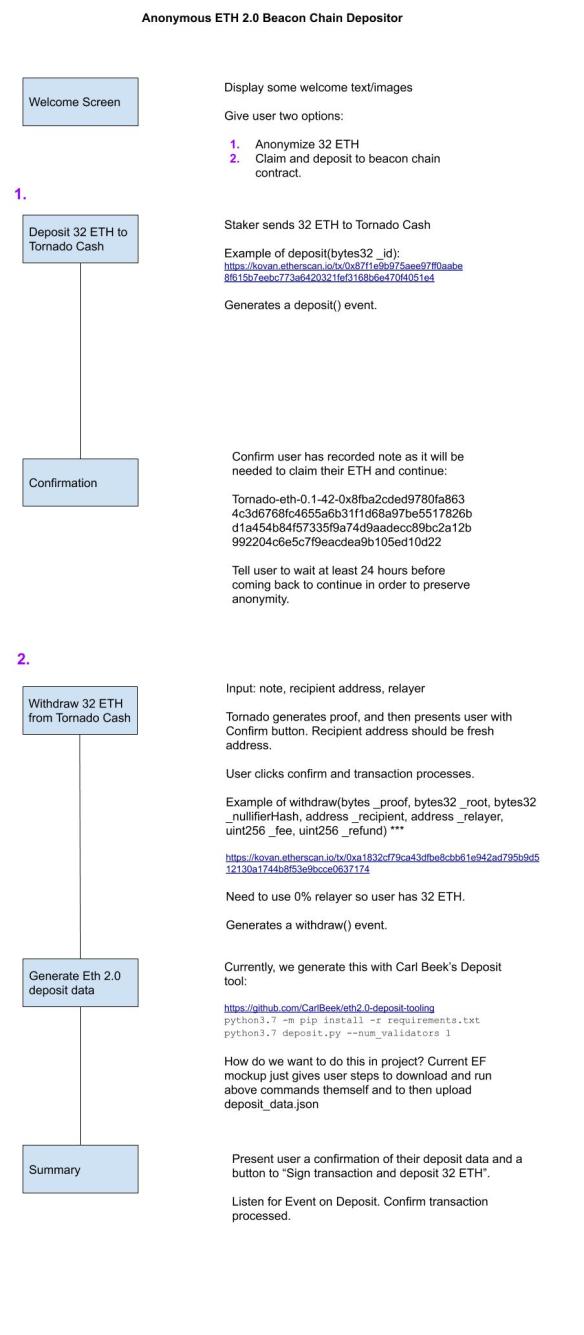 Anonymous ETH 2.0 Beacon Chain Depositor
Welcome Screen
Display some welcome text/images
Give user two options:
1. Anonymize 32 ETH
2. Claim and deposit to beacon chain
contract.
1.
Deposit 32 ETH to
Tornado Cash
Staker sends 32 ETH to Tornado Cash
Example of deposit(bytes32 _id):
https://kovan.etherscan.io/tx/0x87f1e9b975aee97ff0aabe
8f615b7eebc773a6420321fef3168b6e470f4051e4
Generates a deposit() event.
Confirmation
Confirm user has recorded note as it will be
needed to claim their ETH and continue:
Tornado-eth-0.1-42-0x8fba2cded9780fa863
4c3d6768fc4655a6b31f1d68a97be5517826b
d1a454b84f57335f9a74d9aadecc89bc2a12b
992204c6e5c7f9eacdea9b105ed10d22
Tell user to wait at least 24 hours before
coming back to continue in order to preserve
anonymity.
2.
Withdraw 32 ETH
from Tornado Cash
Input: note, recipient address, relayer
Tornado generates proof, and then presents user with
Confirm button. Recipient address should be fresh
address.
User clicks confirm and transaction processes.
Example of withdraw(bytes _proof, bytes32 _root, bytes32
_nullifierHash, address _recipient, address _relayer,
uint256 _fee, uint256 _refund) ***
https://kovan.etherscan.io/tx/0xa1832cf79ca43dfbe8cbb61e942ad795b9d5
12130a1744b8f53e9bcce0637174
Need to use 0% relayer so user has 32 ETH.
Generates a withdraw() event.
Generate Eth 2.0
deposit data
Currently, we generate this with Carl Beek's Deposit
tool:
https://github.com/CarlBeek/eth2.0-deposit-tooling
python3.7 -m pip install -r requirements.txt
python3.7 deposit.py --num_validators 1
How do we want to do this in project? Current EF
mockup just gives user steps to download and run
above commands themself and to then upload
deposit_data.json
Summary
Present user a confirmation of their deposit data and a
button to “Sign transaction and deposit 32 ETH”.
Listen for Event on Deposit. Confirm transaction
processed.